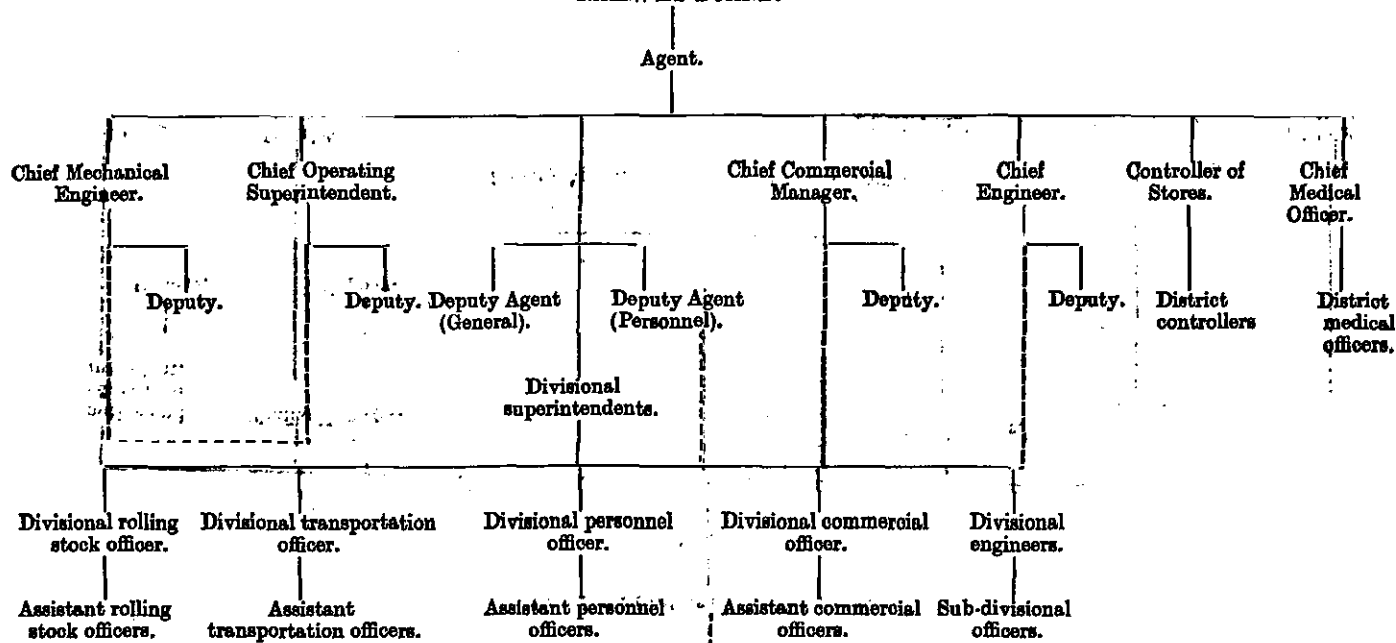 Agent.
Chief Mechanical
Engineer.
Chief Operating
Superintendent.
Chief Commercial
Manager.
Chief
Engineer.
Controller of
Stores.
Chief
Medical
Officer.
Deputy.
Deputy.
Deputy Agent
(General).
Deputy Agent
(Personnel).
Deputy.
Deputy.
District
controllers
District
medical
officers.
Divisional
superintendents.
Divisional rolling
stock officer.
Divisional transportation
officer.
Divisional personnel
officer.
Divisional commercial
officer.
Divisional
engineers.
Assistant rolling
stock officers.
Assistant
transportation officers.
Assistant personnel
officers.
Assistant commercial
officers.
Sub-divisional
officers.